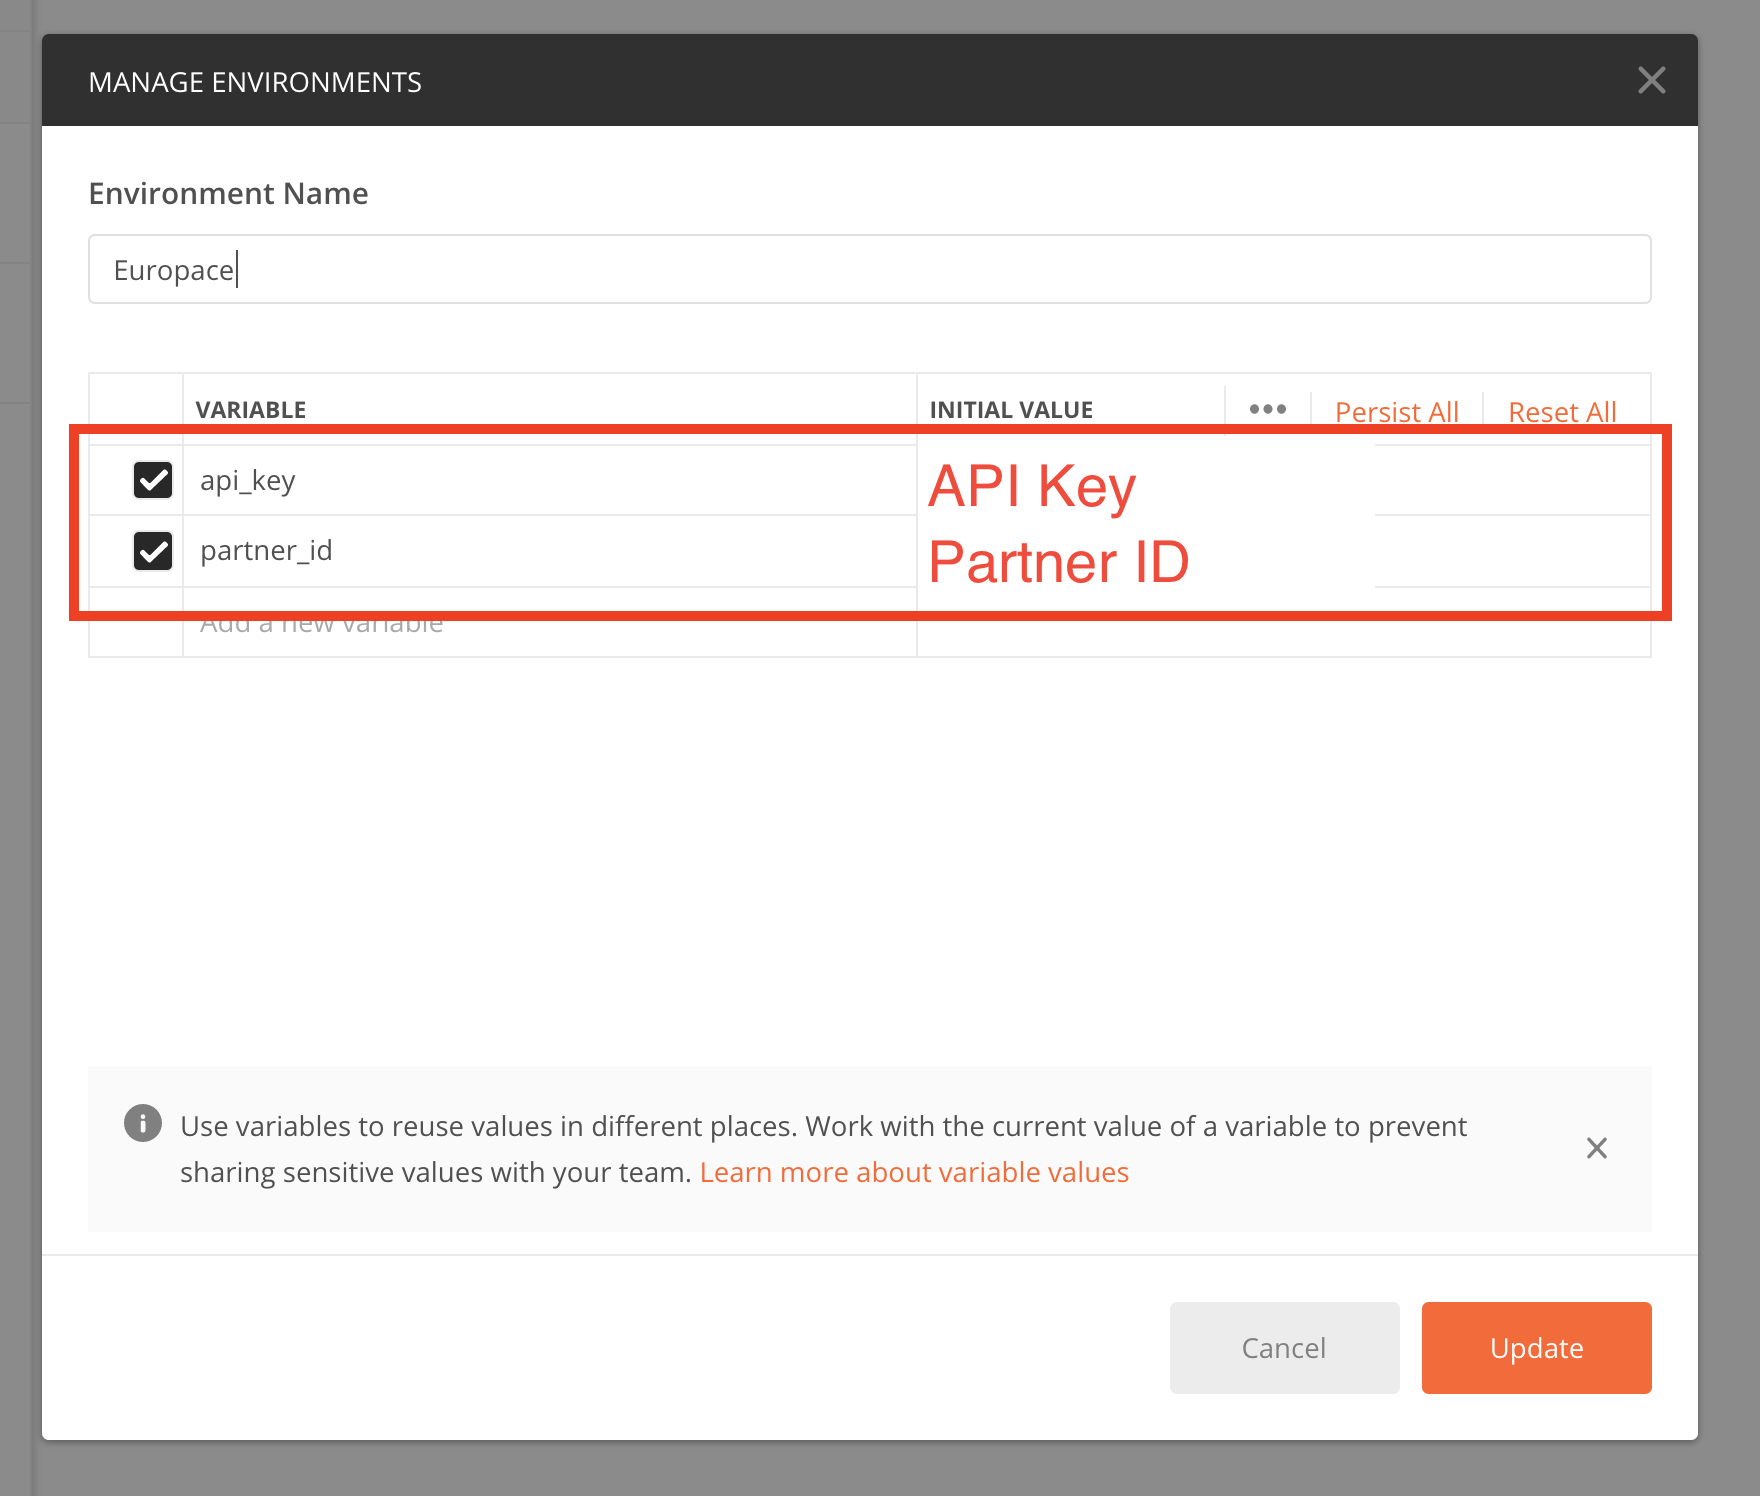 MANAGE ENVIRONMENTS
Environment Name
Europace
VARIABLE INITIAL VALUE Persist All Reset All
api_key API Key
partner_id Partner ID
Add a new variable
Use variables to reuse values in different places. Work with the current value of a variable to prevent
sharing sensitive values with your team. Learn more about variable values
Cancel Update